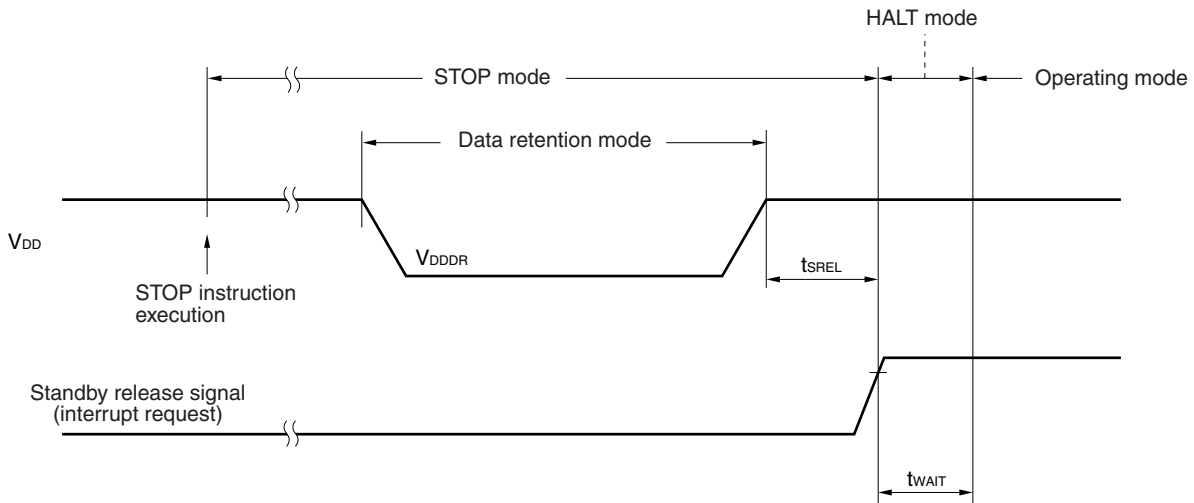 HALT mode
STOP mode
Operating mode
Data retention mode
VDD
VDDDR
tSREL
STOP instruction
execution
Standby release signal
(interrupt request)
tWAIT